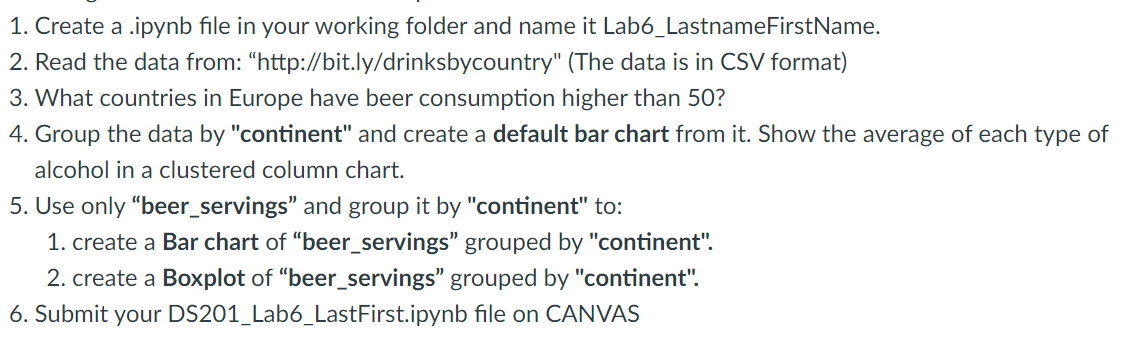 1. Create a .ipynb file in your working folder and name it Lab6_LastnameFirstName.
2. Read the data from: “http://bit.ly/drinksbycountry" (The data is in CSV format)
3. What countries in Europe have beer consumption higher than 50?
4. Group the data by "continent" and create a default bar chart from it. Show the average of each type of
alcohol in a clustered column chart.
5. Use only “beer_servings” and group it by "continent" to:
1. create a Bar chart of “beer_servings” grouped by "continent".
2. create a Boxplot of “beer_servings” grouped by "continent".
6. Submit your DS201_Lab6_LastFirst.ipynb file on CANVAS